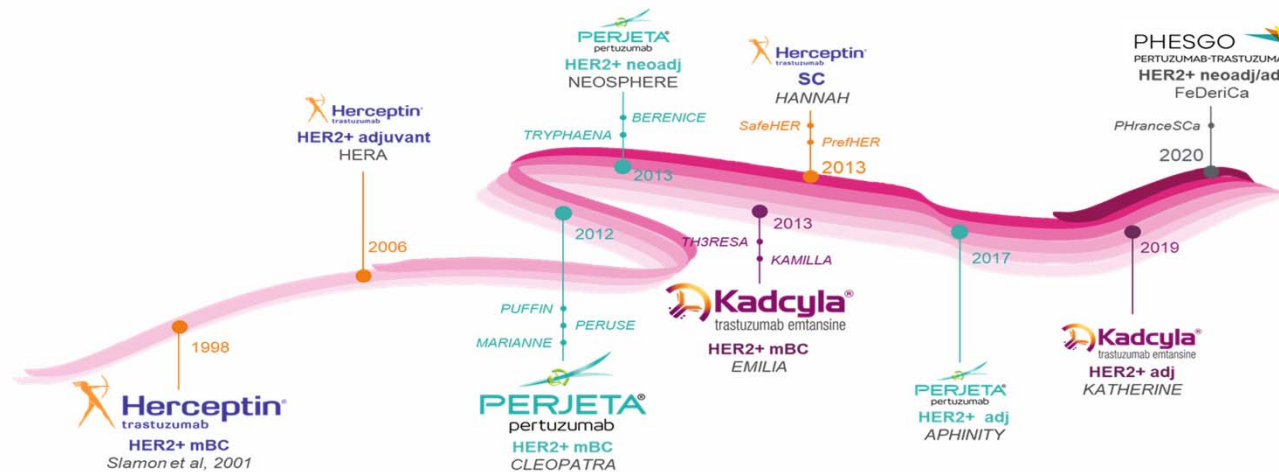 1998
Herceptin®
trastuzumab
HER2+ mBC
Slamon et al, 2001
Herceptin®
trastuzumab
HER2+ adjuvant
HERA
2006
2012
PUFFIN
PERUSE
MARIANNE
PERJETA®
pertuzumab
HER2+ mBC
CLEOPATRA
PERJETA®
pertuzumab
HER2+ neoadj
NEOSPHERE
BERENICE
TRYPHAENA
2013
Herceptin®
trastuzumab
SC
HANNAH
SafeHER
PrefHER
2013
2013
TH3RESA
KAMILLA
Kadcyla®
trastuzumab emtansine
HER2+ mBC
EMILIA
2017
PERJETA®
pertuzumab
HER2+ adj
APHINITY
2019
Kadcyla®
trastuzumab emtansine
HER2+ adj
KATHERINE
PHESGO
PERTUZUMAB-TRASTUZUMA
HER2+ neoadj/ad
FeDeriCa
PHranceSCa
2020